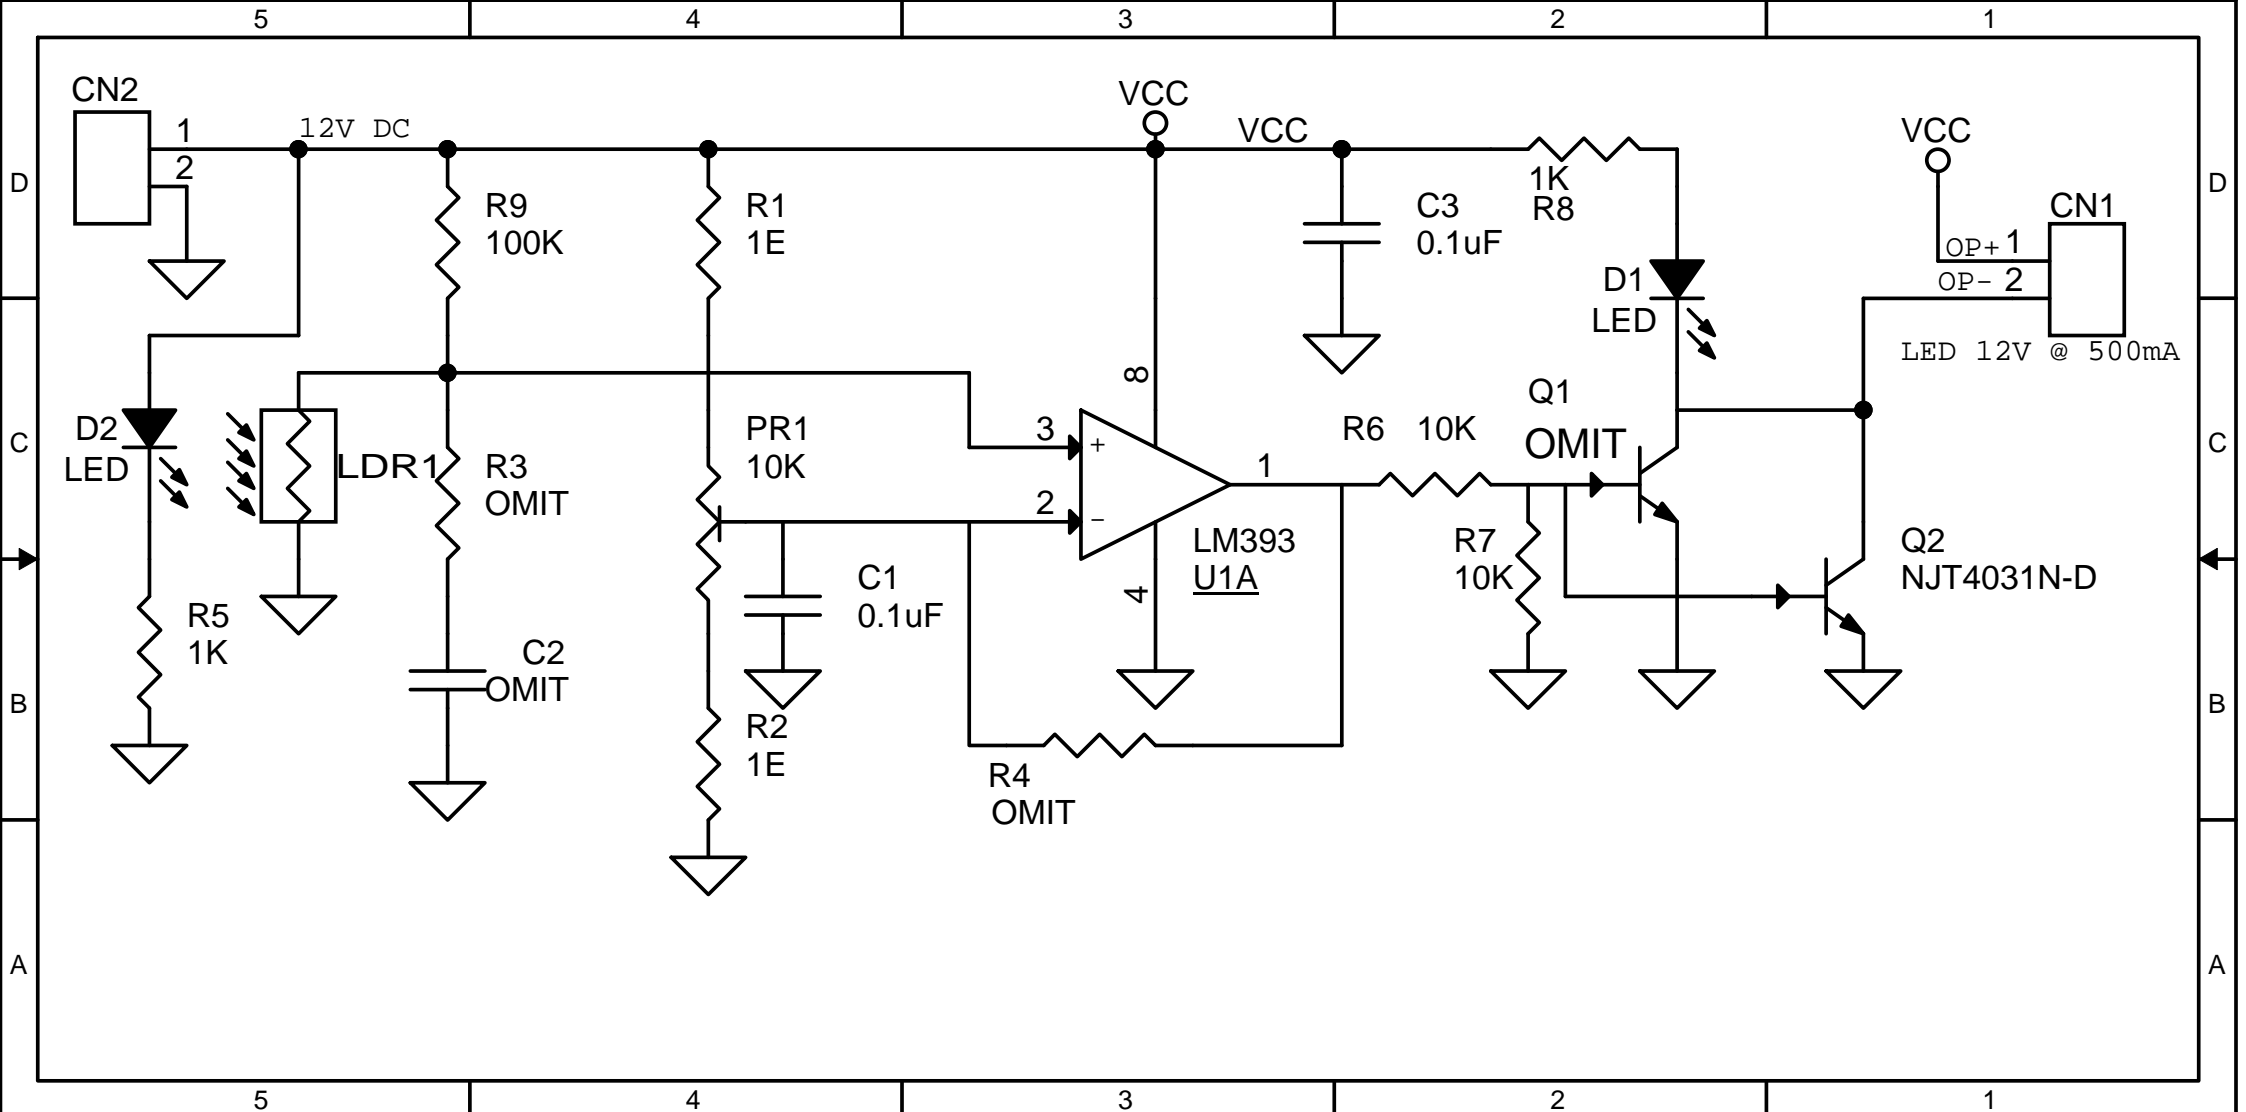 5 4 3 2 1
D
C
B
A
D
C
B
A
CN2
1
2
12V DC
VCC
VCC
VCC
R9
100K
R1
1E
C3
0.1uF
1K
R8
CN1
OP+ 1
OP- 2
LED 12V @ 500mA
D1
LED
D2
LED
LDR1
R3
OMIT
PR1
10K
8
3
+
2
-
1
4
LM393
U1A
R6 10K
Q1
OMIT
R7
10K
Q2
NJT4031N-D
R5
1K
C2
OMIT
C1
0.1uF
R2
1E
R4
OMIT
5 4 3 2 1